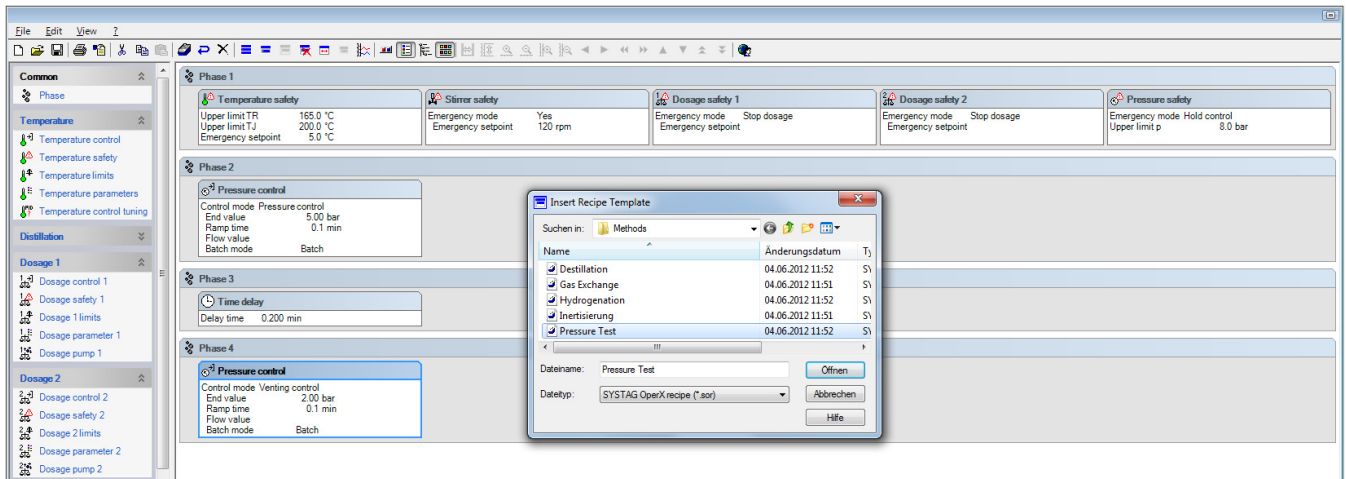 File Edit View ?
Common
Phase
Temperature
Temperature control
Temperature safety
Temperature limits
Temperature parameters
Temperature control tuning
Distillation
Dosage 1
Dosage control 1
Dosage safety 1
Dosage 1 limits
Dosage parameter 1
Dosage pump 1
Dosage 2
Dosage control 2
Dosage safety 2
Dosage 2 limits
Dosage parameter 2
Dosage pump 2
Phase 1
Temperature safety
Upper limit TR 165.0 °C
Upper limit TJ 200.0 °C
Emergency setpoint 5.0 °C
Stirrer safety
Emergency mode Yes
Emergency setpoint 120 rpm
Dosage safety 1
Emergency mode Stop dosage
Emergency setpoint
Dosage safety 2
Emergency mode Stop dosage
Emergency setpoint
Pressure safety
Emergency mode Hold control
Upper limit p 8.0 bar
Phase 2
Pressure control
Control mode Pressure control
End value 5.00 bar
Ramp time 0.1 min
Flow value
Batch mode Batch
Phase 3
Time delay
Delay time 0.200 min
Phase 4
Pressure control
Control mode Venting control
End value 2.00 bar
Ramp time 0.1 min
Flow value
Batch mode Batch
Insert Recipe Template
Suchen in: Methods
Name Änderungsdatum
Destillation 04.06.2012 11:52
Gas Exchange 04.06.2012 11:51
Hydrogenation 04.06.2012 11:52
Inertisierung 04.06.2012 11:51
Pressure Test 04.06.2012 11:52
Dateiname: Pressure Test Öffnen
Dateityp: SYSTAG OperX recipe (*.sor) Abbrechen
Hilfe